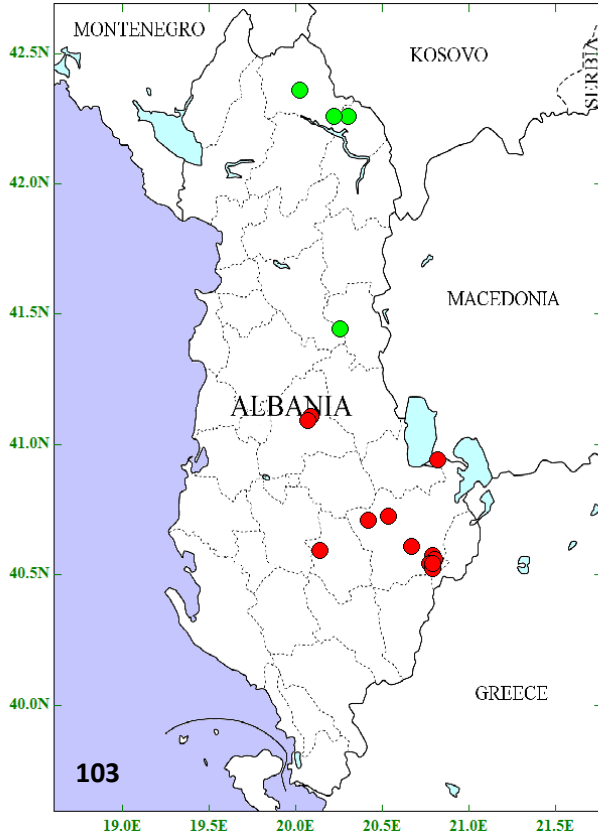 MONTENEGRO
42.5N
KOSOVO
SERBIA
42.0N
41.5N
MACEDONIA
ALBANIA
41.0N
40.5N
40.0N
GREECE
103
19.0E 19.5E 20.0E 20.5E 21.0E 21.5E